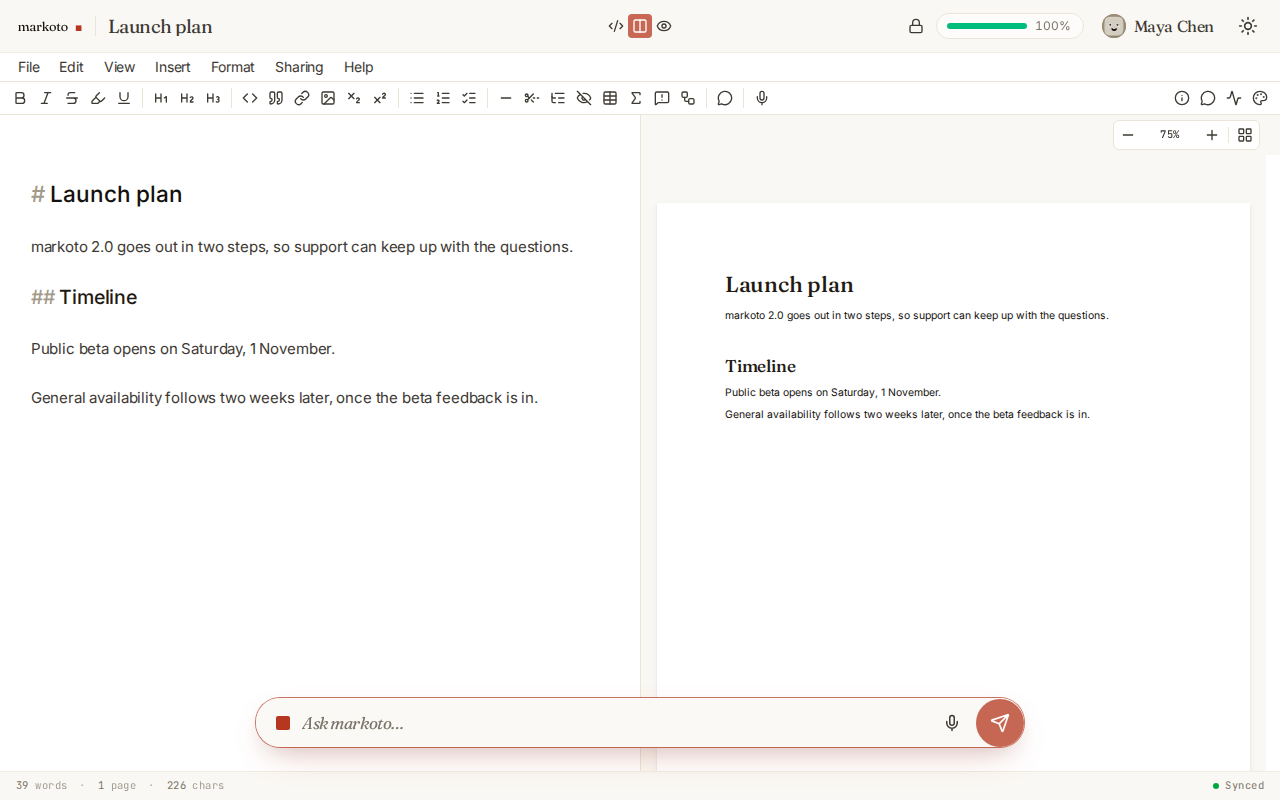 markoto
Launch plan
100%
Maya Chen
File Edit View Insert Format Sharing Help
B I S U H1 H2 H3 x2 x2
75%
# Launch plan
markoto 2.0 goes out in two steps, so support can keep up with the questions.
## Timeline
Public beta opens on Saturday, 1 November.
General availability follows two weeks later, once the beta feedback is in.
Launch plan
markoto 2.0 goes out in two steps, so support can keep up with the questions.
Timeline
Public beta opens on Saturday, 1 November.
General availability follows two weeks later, once the beta feedback is in.
Ask markoto...
39 words · 1 page · 226 chars
Synced